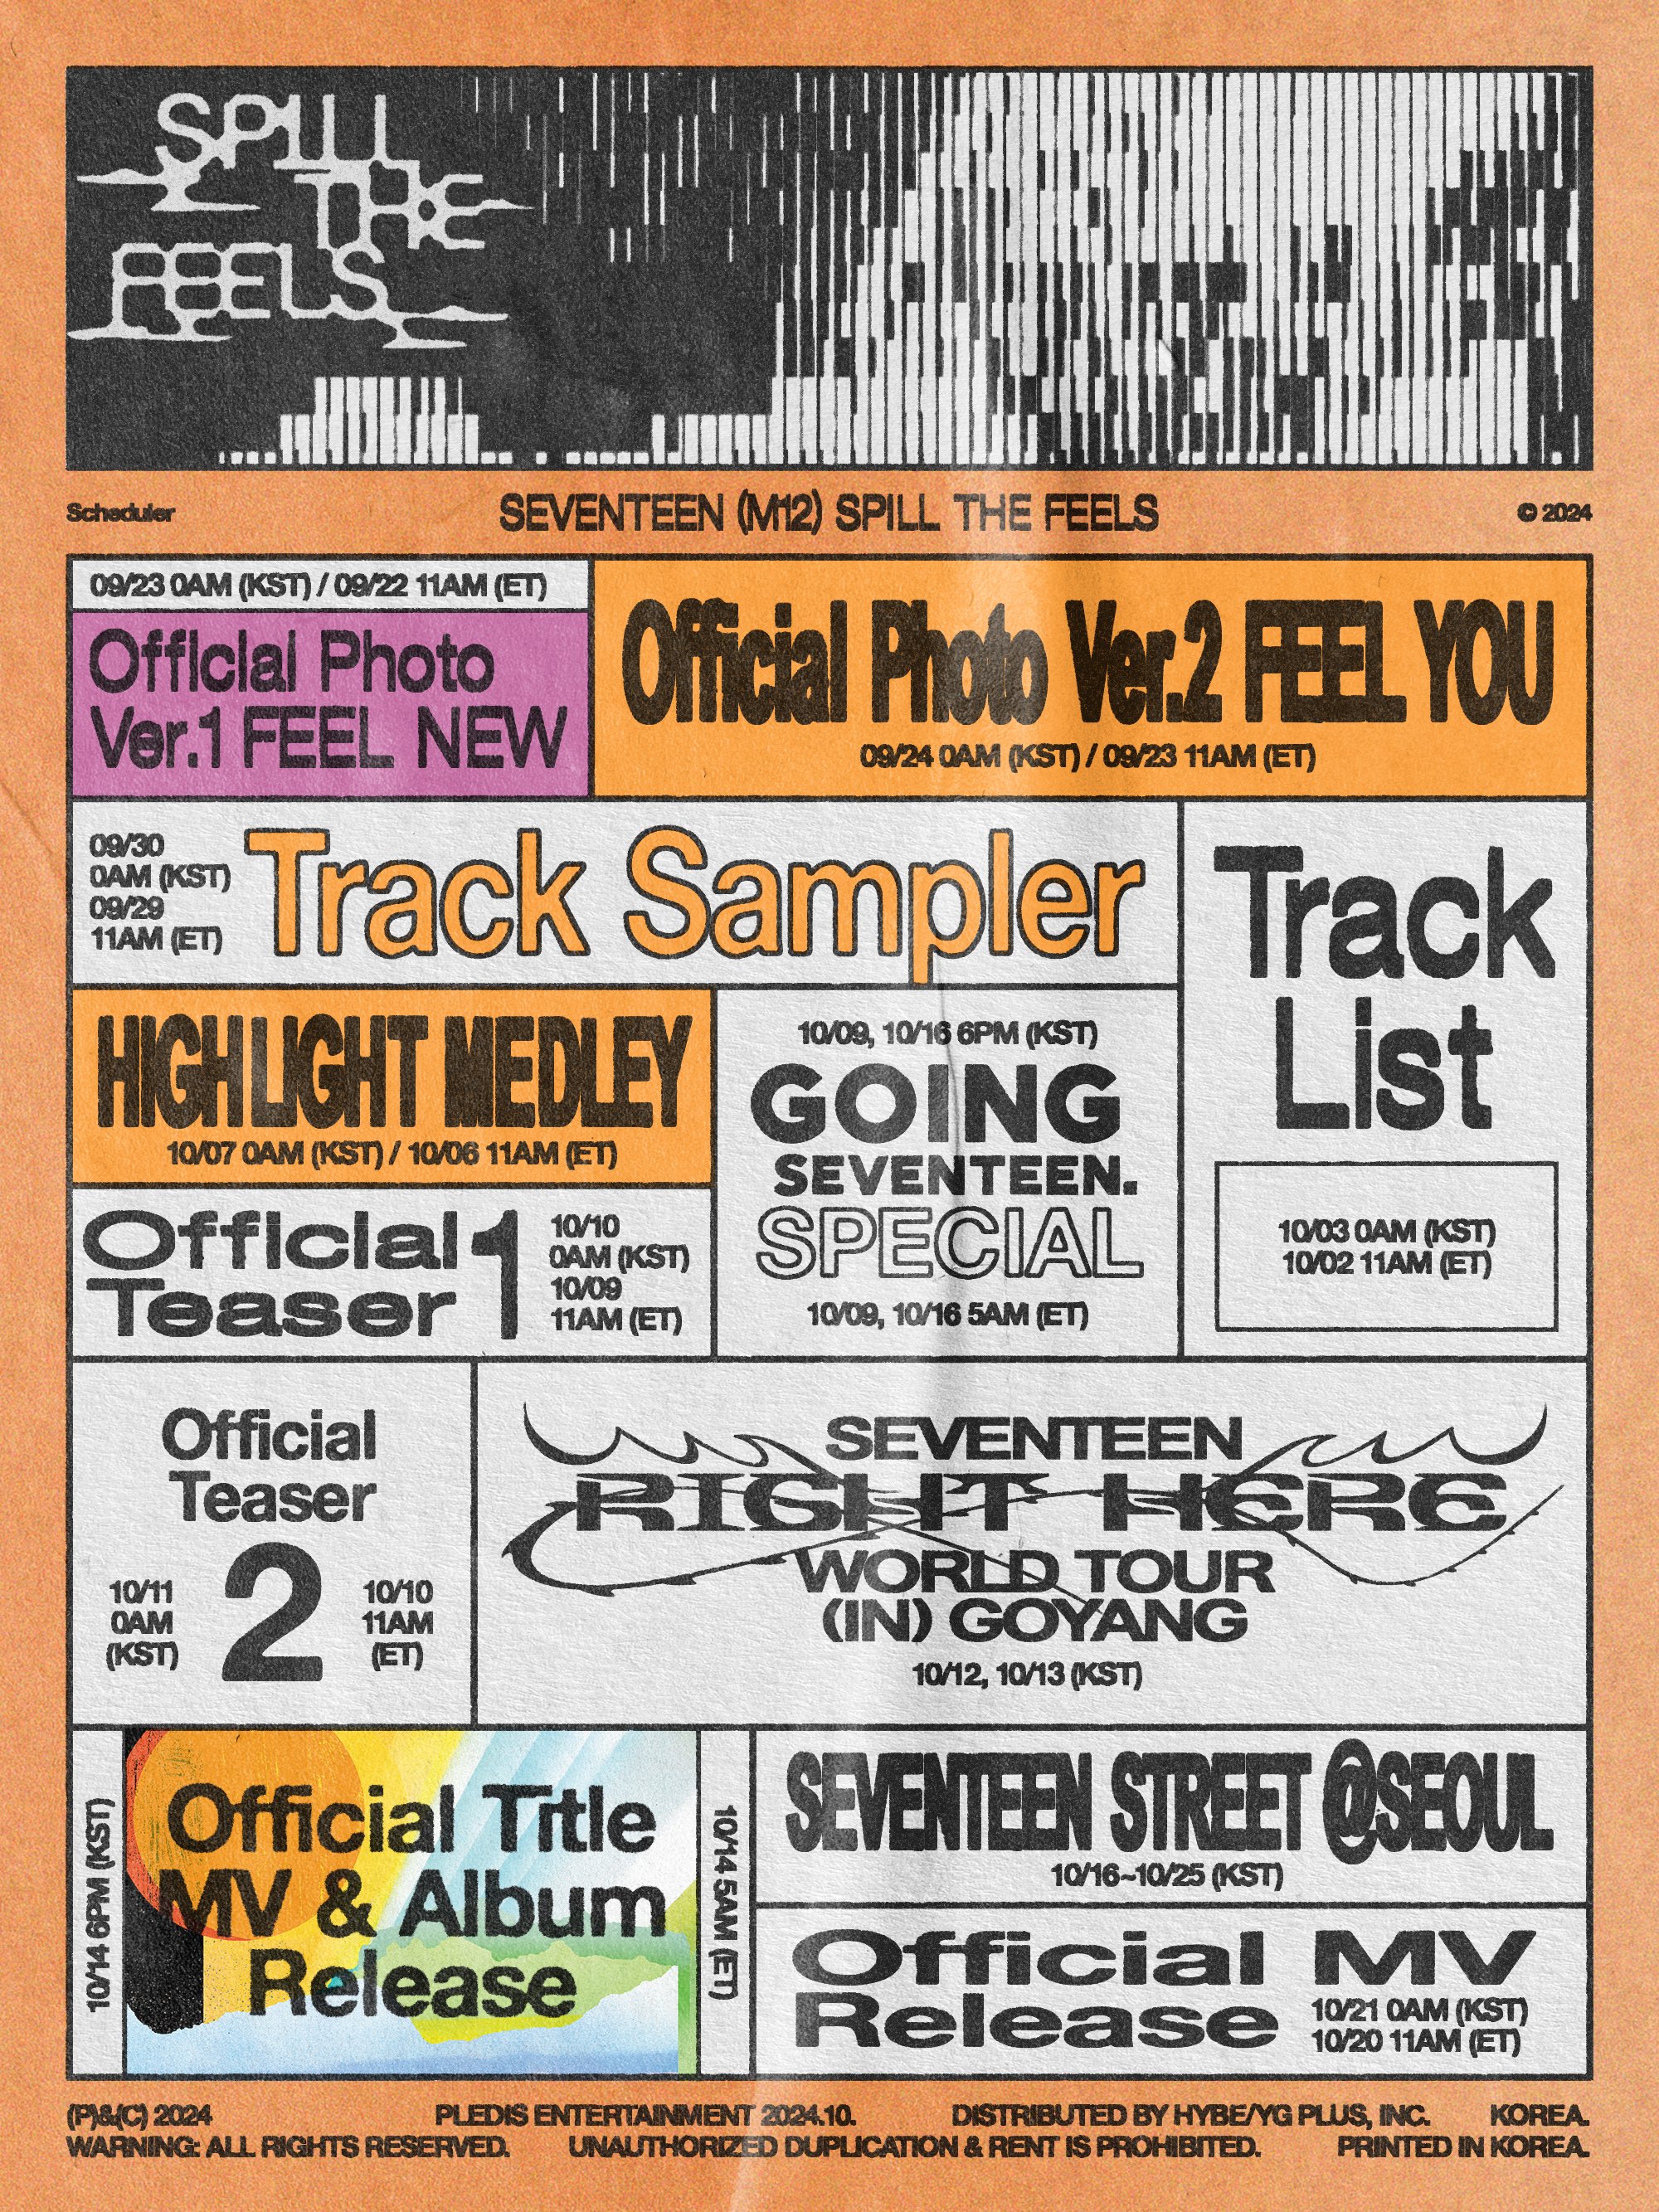 SPILL
THE
FEELS
Scheduler
SEVENTEEN (M12) SPILL THE FEELS
© 2024
09/23 0AM (KST) / 09/22 11AM (ET)
Official Photo
Ver.1 FEEL NEW
Official Photo Ver.2 FEEL YOU
09/24 0AM (KST) / 09/23 11AM (ET)
09/30
0AM (KST)
09/29
11AM (ET)
Track Sampler
Track
List
10/03 0AM (KST)
10/02 11AM (ET)
HIGHLIGHT MEDLEY
10/07 0AM (KST) / 10/06 11AM (ET)
10/09, 10/16 6PM (KST)
GOING
SEVENTEEN.
SPECIAL
10/09, 10/16 5AM (ET)
Official
Teaser 1
10/10
0AM (KST)
10/09
11AM (ET)
Official
Teaser
2
10/11
0AM
(KST)
10/10
11AM
(ET)
SEVENTEEN
RIGHT HERE
WORLD TOUR
(IN) GOYANG
10/12, 10/13 (KST)
10/14 6PM (KST)
Official Title
MV & Album
Release
10/14 5AM (ET)
SEVENTEEN STREET @SEOUL
10/16~10/25 (KST)
Official MV
Release
10/21 0AM (KST)
10/20 11AM (ET)
(P)&(C) 2024 PLEDIS ENTERTAINMENT 2024.10. DISTRIBUTED BY HYBE/YG PLUS, INC. KOREA.
WARNING: ALL RIGHTS RESERVED. UNAUTHORIZED DUPLICATION & RENT IS PROHIBITED. PRINTED IN KOREA.